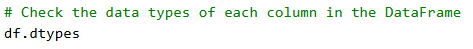 # Check the data types of each column in the DataFrame
df.dtypes